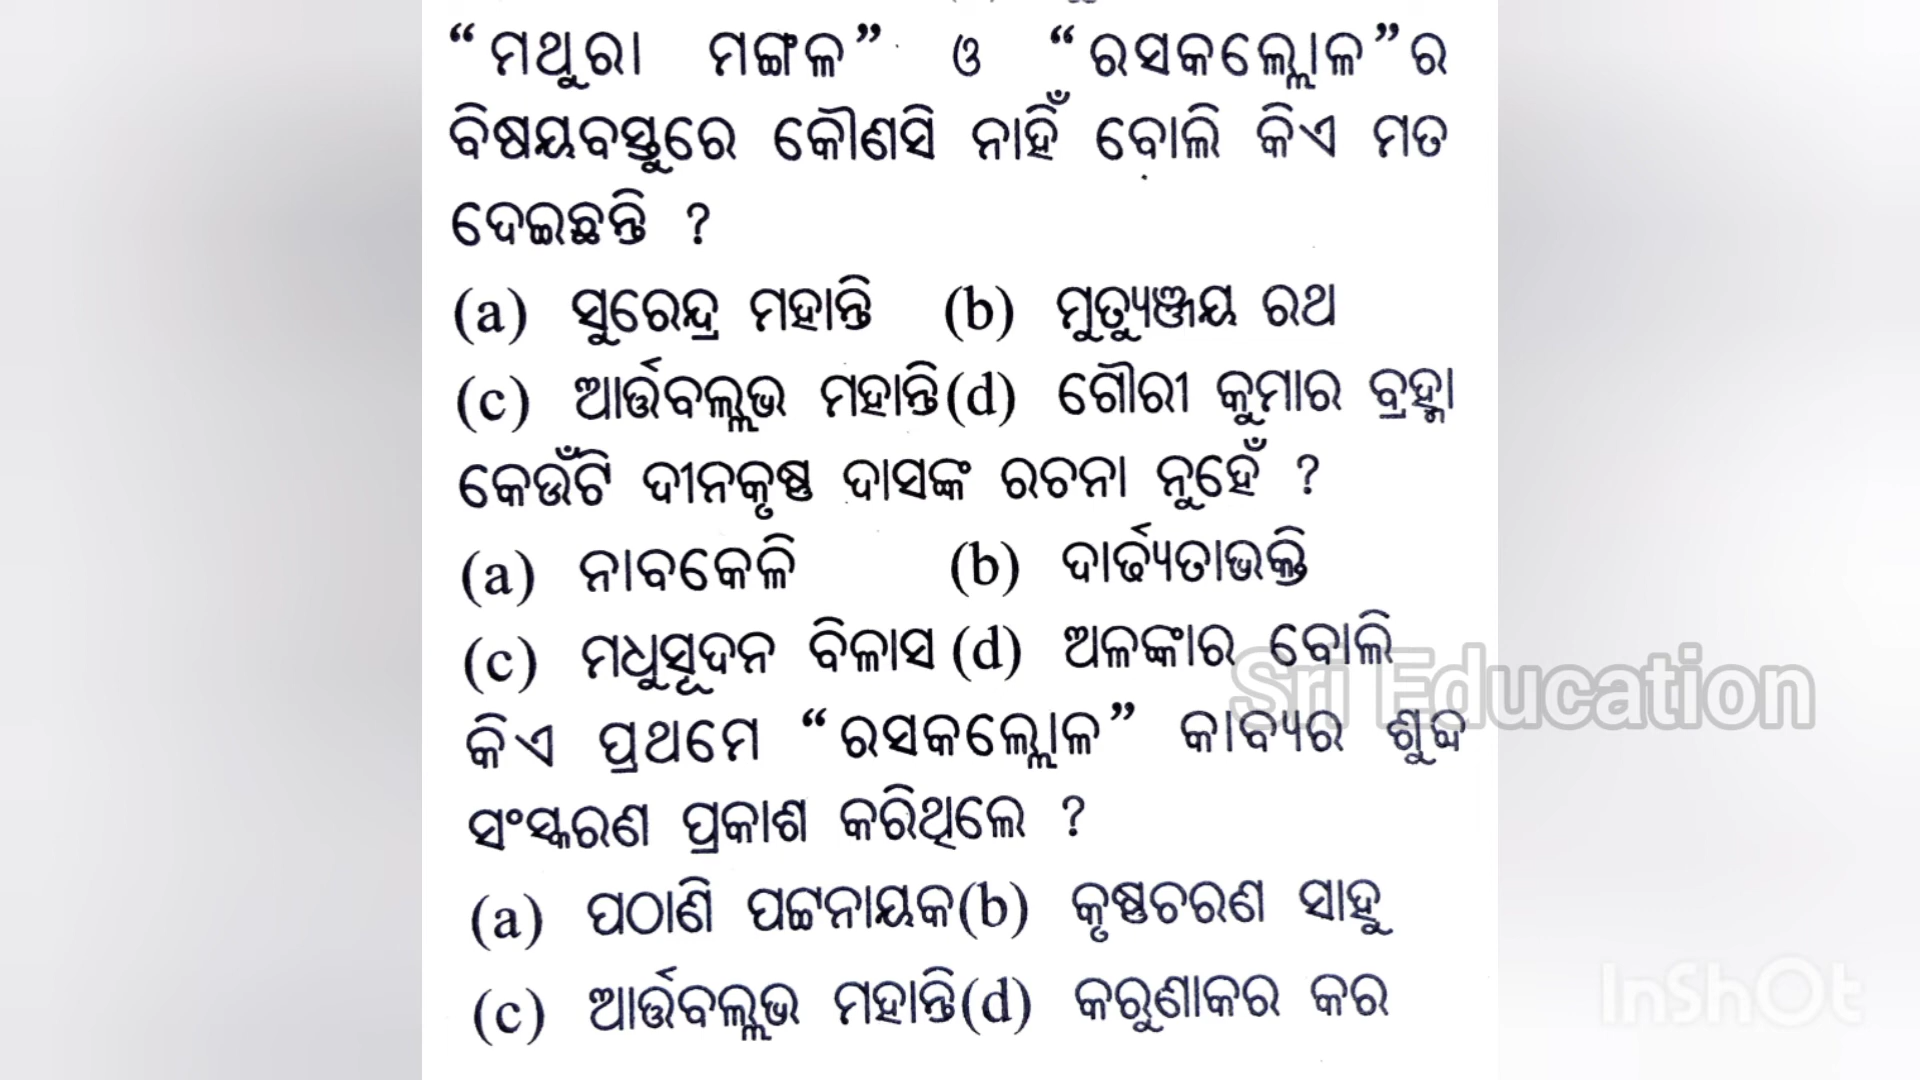 “ମଥୁରା ମଙ୍ଗଳ” ଓ “ରସକଲ୍ଲୋଳ”ର
ବିଷୟବସ୍ତୁରେ କୌଣସି ନାହିଁ ବୋଲି କିଏ ମତ
ଦେଇଛନ୍ତି ?
(a) ସୁରେନ୍ଦ୍ର ମହାନ୍ତି (b) ମୁତ୍ୟୁଞ୍ଜୟ ରଥ
(c) ଆର୍ତ୍ତବଲ୍ଲଭ ମହାନ୍ତି (d) ଗୌରୀ କୁମାର ବ୍ରହ୍ମା
କେଉଁଟି ଦୀନକୃଷ୍ଣ ଦାସଙ୍କ ରଚନା ନୁହେଁ ?
(a) ନାବକେଳି (b) ଦାର୍ଢ୍ୟତାଭକ୍ତି
(c) ମଧୁସୂଦନ ବିଳାସ (d) ଅଳଙ୍କାର ବୋଲି
Sri Education
କିଏ ପ୍ରଥମେ “ରସକଲ୍ଲୋଳ” କାବ୍ୟର ଶୁଦ୍ଧ
ସଂସ୍କରଣ ପ୍ରକାଶ କରିଥିଲେ ?
(a) ପଠାଣି ପଟ୍ଟନାୟକ (b) କୃଷ୍ଣଚରଣ ସାହୁ
(c) ଆର୍ତ୍ତବଲ୍ଲଭ ମହାନ୍ତି (d) କରୁଣାକର କର
InShOt